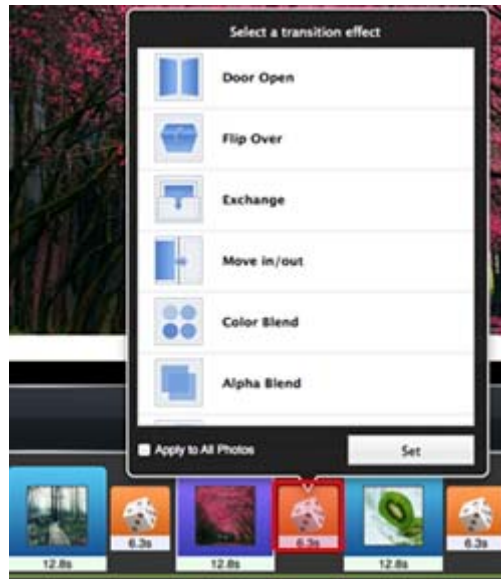 Select a transition effect
Door Open
Flip Over
Exchange
Move in/out
Color Blend
Alpha Blend
Apply to All Photos
Set
12.8s
6.3s
12.8s
6.3s
12.8s
6.3s